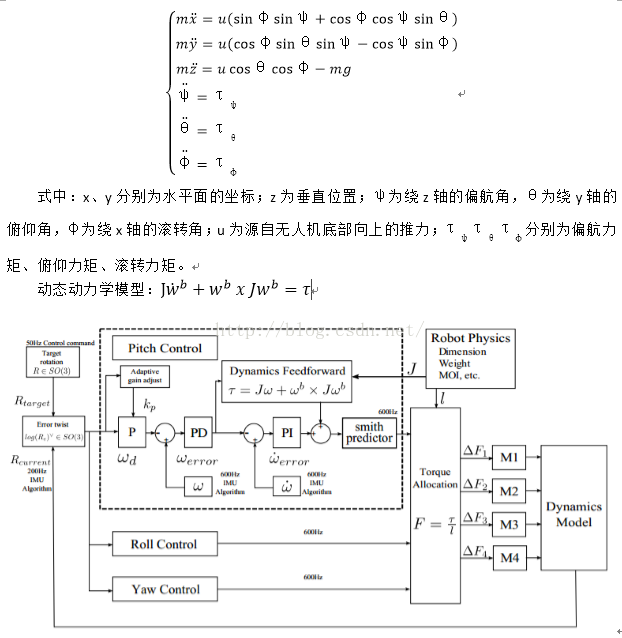 mẍ = u(sin Φ sin ψ + cos Φ cos ψ sin θ)
mÿ = u(cos Φ sin θ sin ψ − cos ψ sin Φ)
mz̈ = u cos θ cos Φ − mg
ψ̈ = τψ
θ̈ = τθ
Φ̈ = τΦ
式中：x、y 分别为水平面的坐标；z 为垂直位置；ψ为绕 z 轴的偏航角，θ为绕 y 轴的
俯仰角，Φ为绕 x 轴的滚转角；u 为源自无人机底部向上的推力；τψ τθ τΦ 分别为偏航力
矩、俯仰力矩、滚转力矩。
动态动力学模型：Jẇᵇ + wᵇ x Jwᵇ = τ
http://blog.csdn.net/
50Hz Control command
Target
rotation
R ∈ SO(3)
R_target
Error twist
log(Rₑ)ᵛ ∈ SO(3)
R_current
200Hz
IMU
Algorithm
Pitch Control
Adaptive
gain adjust
k_p
P
ω_d
PD
ω_error
ω
600Hz
IMU
Algorithm
Dynamics Feedforward
τ = Jω + ωᵇ × Jωᵇ
PI
ω̇_error
ω̇
600Hz
IMU
Algorithm
600Hz
smith
predictor
Robot Physics
Dimension
Weight
MOI, etc.
J
l
Torque
Allocation
F = τ/l
ΔF₁
M1
ΔF₂
M2
ΔF₃
M3
ΔF₄
M4
Dynamics
Model
Roll Control
600Hz
Yaw Control
600Hz